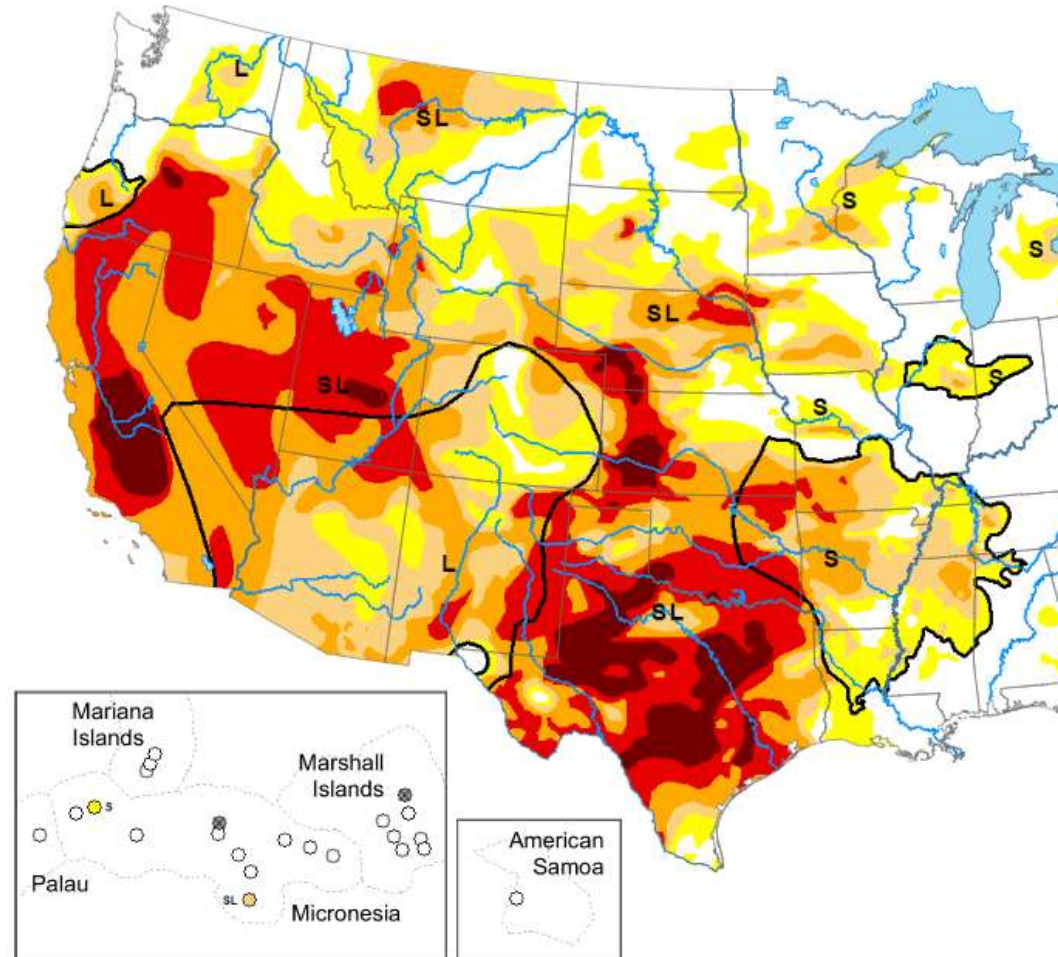 L
SL
L
S
S
SL
S
SL
S
L
S
SL
Mariana
Islands
Marshall
Islands
S
Palau
SL
Micronesia
American
Samoa